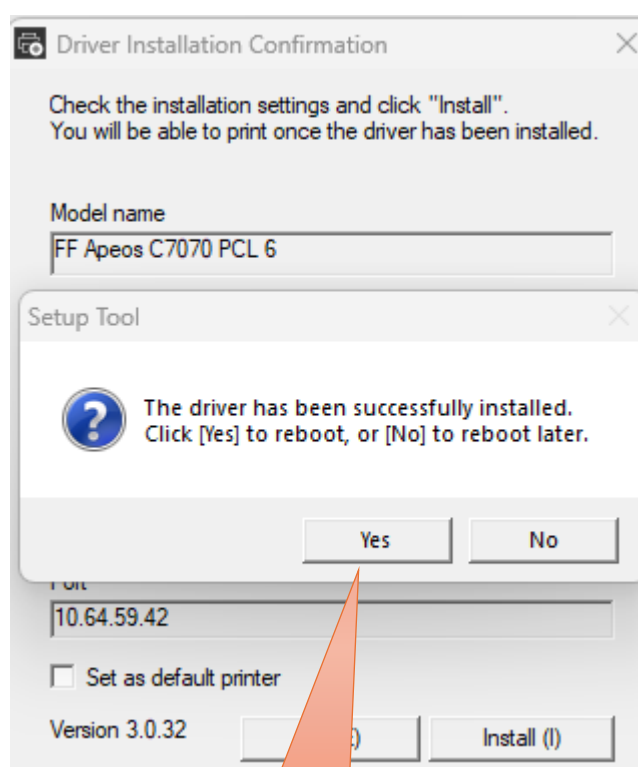 Driver Installation Confirmation
Check the installation settings and click "Install".
You will be able to print once the driver has been installed.
Model name
FF Apeos C7070 PCL 6
Setup Tool
The driver has been successfully installed.
Click [Yes] to reboot, or [No] to reboot later.
Yes
No
10.64.59.42
Set as default printer
Version 3.0.32
Install (I)